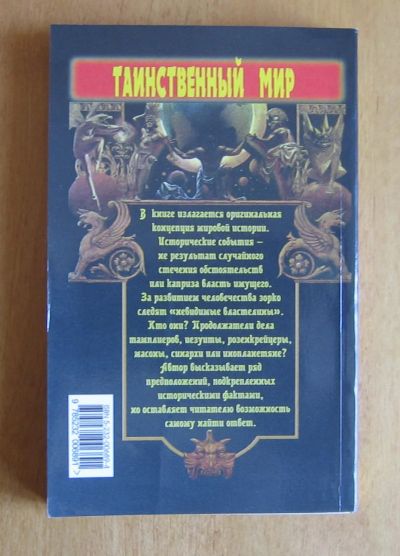 ТАИНСТВЕННЫЙ МИР
В книге излагается оригинальная
концепция мировой истории.
Исторические события —
не результат случайного
стечения обстоятельств
или каприза власть имущего.
За развитием человечества зорко
следят «невидимые властелины».
Кто они? Продолжатели дела
тамплиеров, иезуиты, розенкрейцеры,
масоны, синархи или инопланетяне?
Автор высказывает ряд
предположений, подкрепленных
историческими фактами,
но оставляет читателю возможность
самому найти ответ.